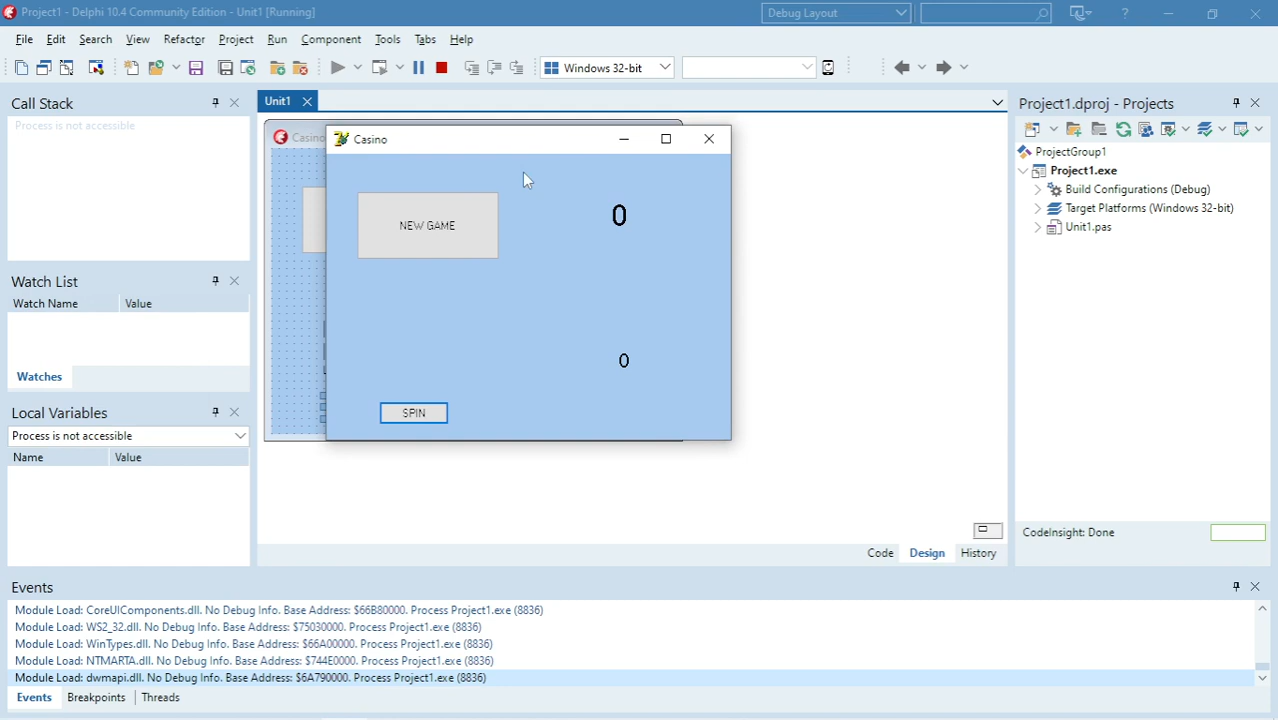 Project1 - Delphi 10.4 Community Edition - Unit1 [Running]
Debug Layout
File Edit Search View Refactor Project Run Component Tools Tabs Help
Windows 32-bit
Call Stack
Process is not accessible
Unit1
Casino
Casino
NEW GAME
0
0
SPIN
Watch List
Watch Name Value
Watches
Local Variables
Process is not accessible
Name Value
Code Design History
Project1.dproj - Projects
ProjectGroup1
Project1.exe
Build Configurations (Debug)
Target Platforms (Windows 32-bit)
Unit1.pas
CodeInsight: Done
Events
Module Load: CoreUIComponents.dll. No Debug Info. Base Address: $66B80000. Process Project1.exe (8836)
Module Load: WS2_32.dll. No Debug Info. Base Address: $75030000. Process Project1.exe (8836)
Module Load: WinTypes.dll. No Debug Info. Base Address: $66A00000. Process Project1.exe (8836)
Module Load: NTMARTA.dll. No Debug Info. Base Address: $744E0000. Process Project1.exe (8836)
Module Load: dwmapi.dll. No Debug Info. Base Address: $6A790000. Process Project1.exe (8836)
Events Breakpoints Threads